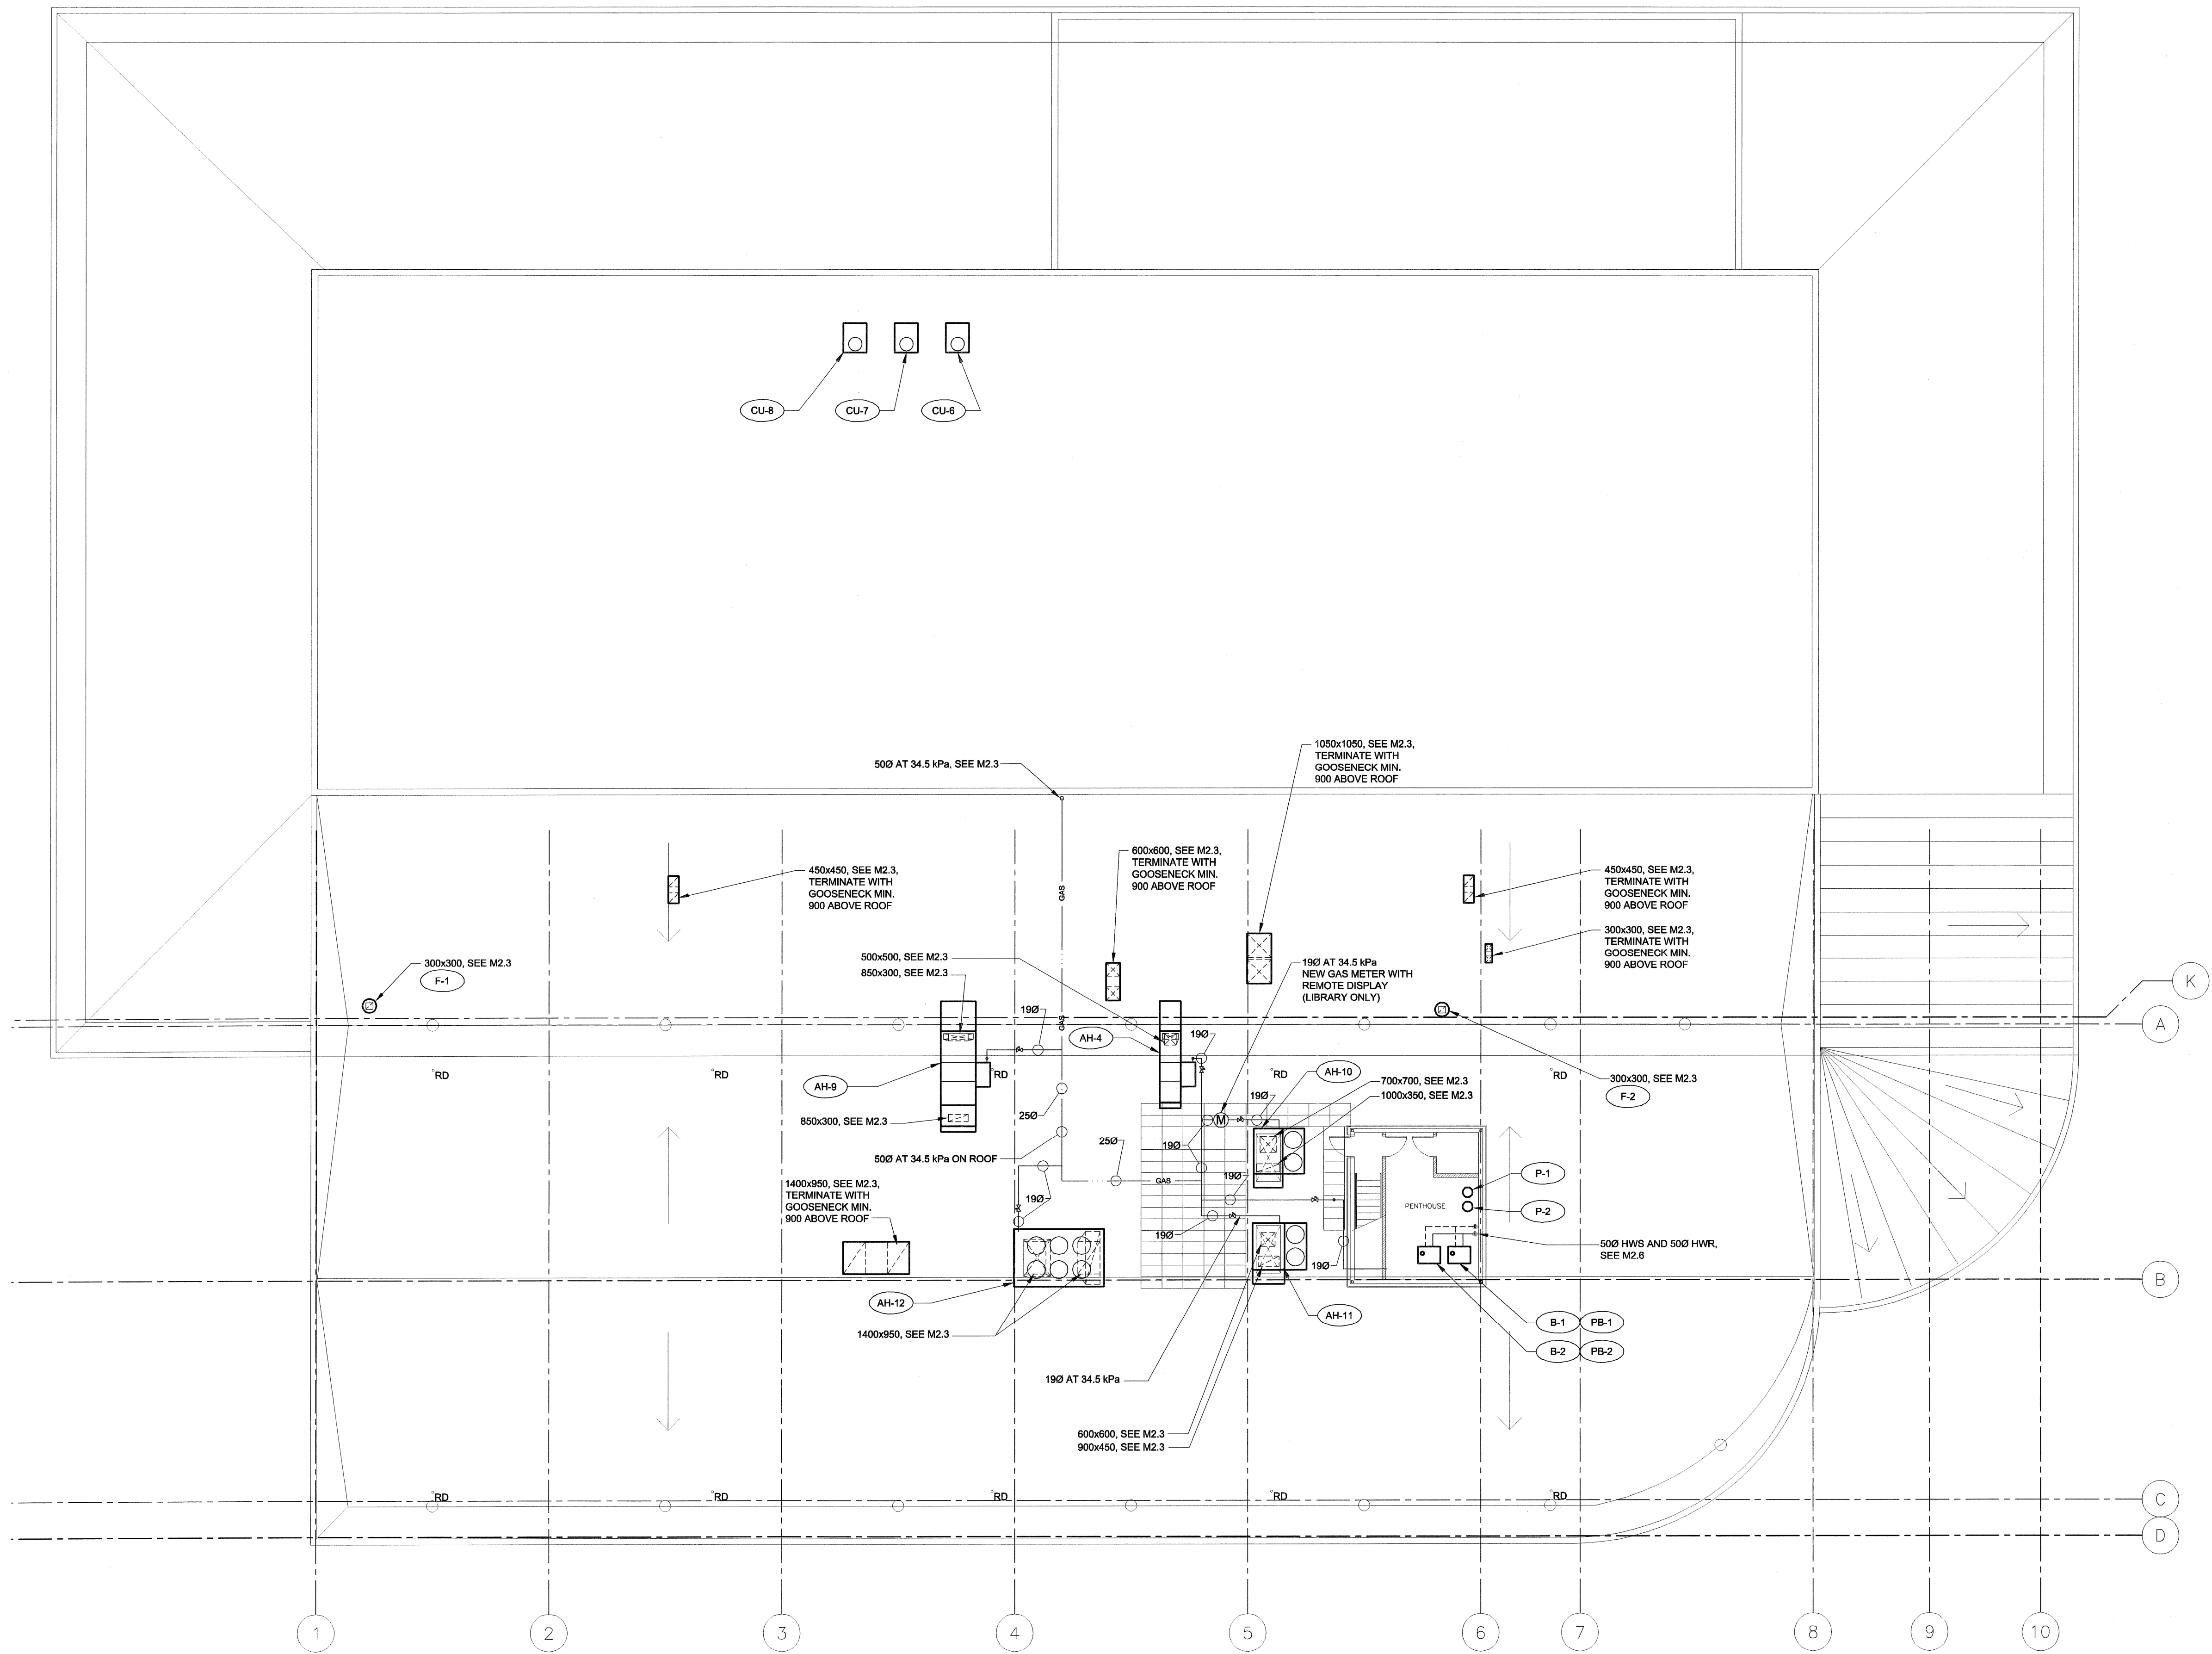 CU-8
CU-7
CU-6
50Ø AT 34.5 kPa, SEE M2.3
1050x1050, SEE M2.3,
TERMINATE WITH
GOOSENECK MIN.
900 ABOVE ROOF
600x600, SEE M2.3,
TERMINATE WITH
GOOSENECK MIN.
900 ABOVE ROOF
450x450, SEE M2.3,
TERMINATE WITH
GOOSENECK MIN.
900 ABOVE ROOF
GAS
450x450, SEE M2.3,
TERMINATE WITH
GOOSENECK MIN.
900 ABOVE ROOF
300x300, SEE M2.3,
TERMINATE WITH
GOOSENECK MIN.
900 ABOVE ROOF
300x300, SEE M2.3
F-1
500x500, SEE M2.3
850x300, SEE M2.3
19Ø AT 34.5 kPa
NEW GAS METER WITH
REMOTE DISPLAY
(LIBRARY ONLY)
K
19Ø
GAS
A
AH-4
19Ø
RD
RD
AH-9
RD
RD
AH-10
RD
300x300, SEE M2.3
F-2
700x700, SEE M2.3
1000x350, SEE M2.3
19Ø
850x300, SEE M2.3
25Ø
M
25Ø
19Ø
50Ø AT 34.5 kPa ON ROOF
GAS
19Ø
P-1
1400x950, SEE M2.3,
TERMINATE WITH
GOOSENECK MIN.
900 ABOVE ROOF
19Ø
PENTHOUSE
P-2
19Ø
50Ø HWS AND 50Ø HWR,
SEE M2.6
19Ø
B
AH-12
AH-11
B-1
PB-1
1400x950, SEE M2.3
B-2
PB-2
19Ø AT 34.5 kPa
600x600, SEE M2.3
900x450, SEE M2.3
RD
RD
RD
RD
RD
C
D
1
2
3
4
5
6
7
8
9
10